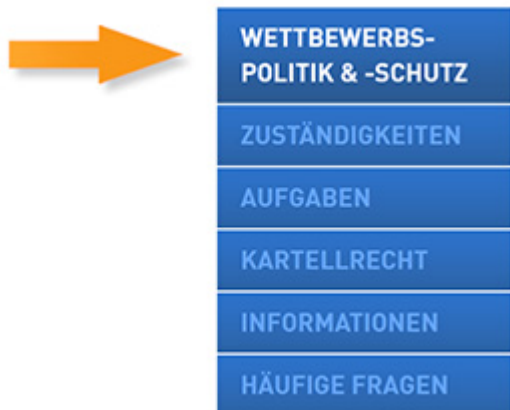 WETTBEWERBS-
POLITIK & -SCHUTZ
ZUSTÄNDIGKEITEN
AUFGABEN
KARTELLRECHT
INFORMATIONEN
HÄUFIGE FRAGEN